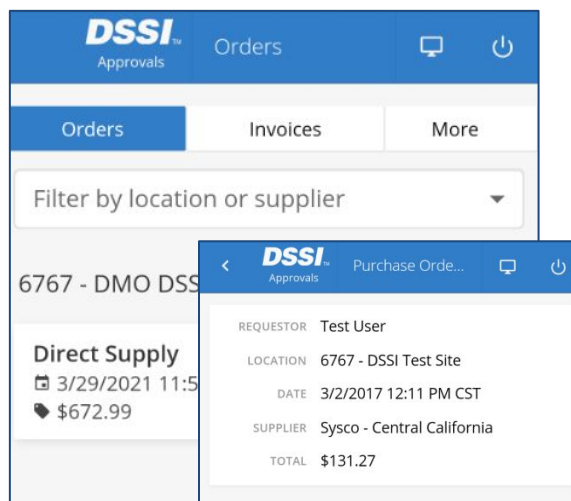 DSSI™
Approvals
Orders
Orders
Invoices
More
Filter by location or supplier
6767 - DMO DSS
Direct Supply
3/29/2021 11:5
$672.99
DSSI™
Approvals
Purchase Orde...
REQUESTOR Test User
LOCATION 6767 - DSSI Test Site
DATE 3/2/2017 12:11 PM CST
SUPPLIER Sysco - Central California
TOTAL $131.27